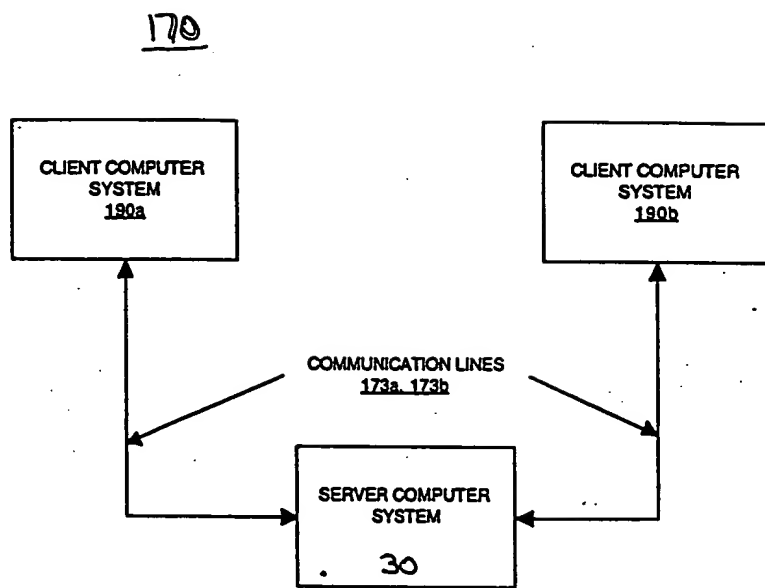 170
CLIENT COMPUTER
SYSTEM
190a
CLIENT COMPUTER
SYSTEM
190b
COMMUNICATION LINES
173a, 173b
SERVER COMPUTER
SYSTEM
30